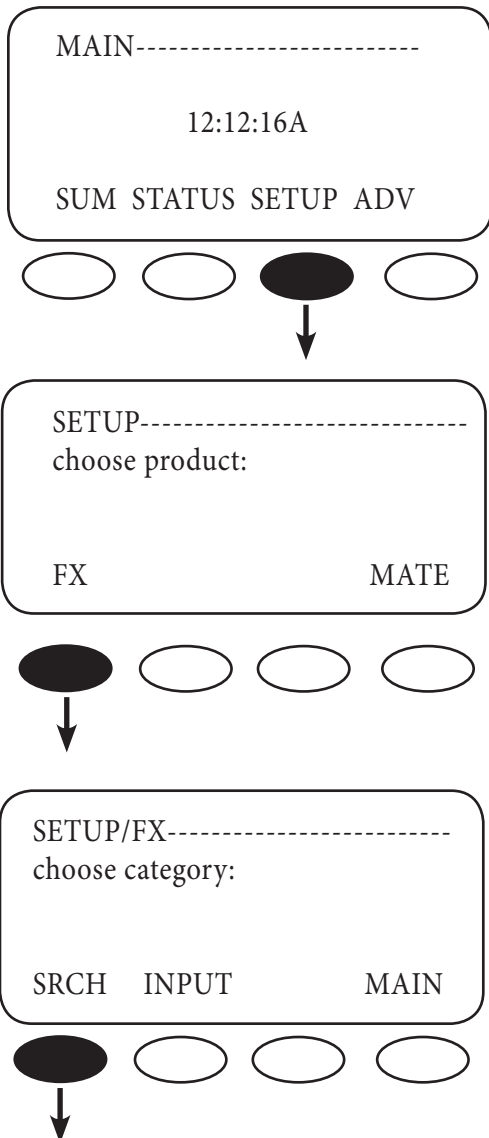 MAIN--------------------------
12:12:16A
SUM STATUS SETUP ADV
SETUP------------------------------
choose product:
FX MATE
SETUP/FX--------------------------
choose category:
SRCH INPUT MAIN